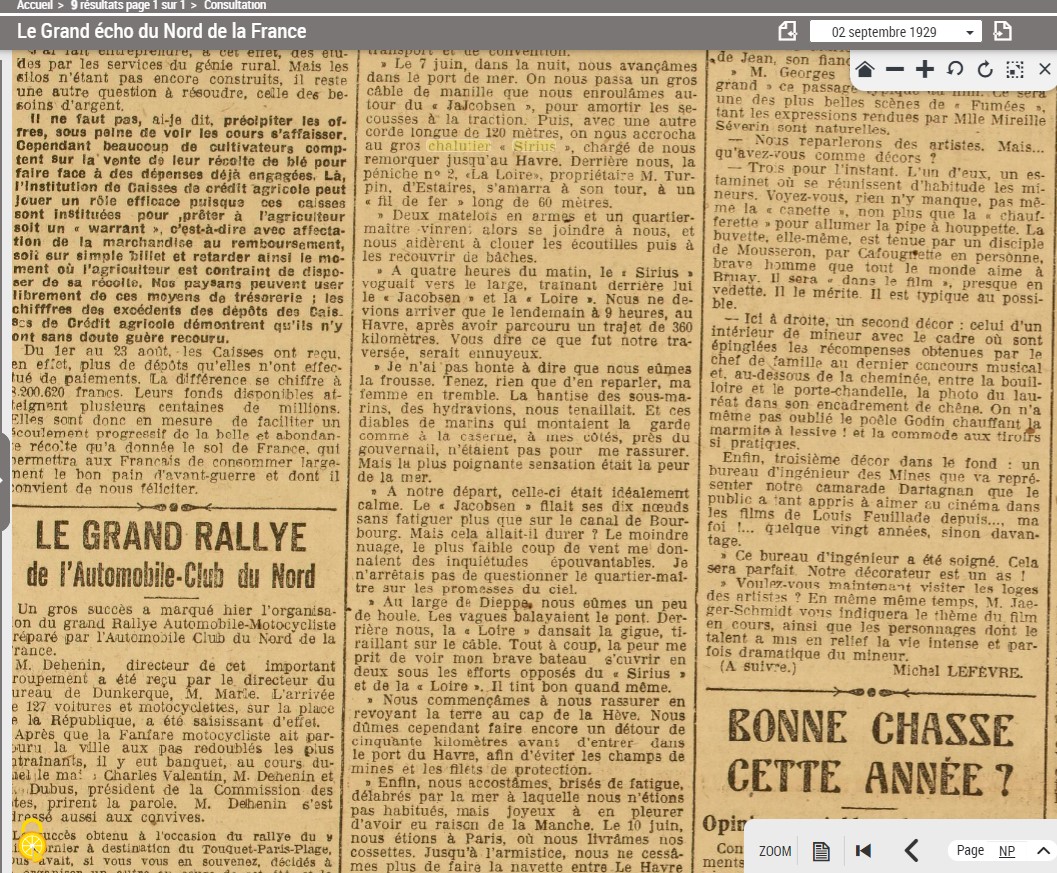 Accueil > 9 résultats page 1 sur 1 > Consultation
Le Grand écho du Nord de la France
02 septembre 1929
J'ai fait entreprendre, à cet effet, des étu-
des par les services du génie rural. Mais les
silos n'étant pas encore construits, il reste
une autre question à résoudre, celle des be-
soins d'argent.
Il ne faut pas, ai-je dit, précipiter les of-
fres, sous peine de voir les cours s'affaisser.
Cependant beaucoup de cultivateurs comp-
tent sur la vente de leur récolte de blé pour
faire face à des dépenses déjà engagées. Là,
l'Institution de Caisses de crédit agricole peut
jouer un rôle efficace puisque ces caisses
sont instituées pour prêter à l'agriculteur
soit un « warrant », c'est-à-dire avec affecta-
tion de la marchandise au remboursement,
soit sur simple billet et retarder ainsi le mo-
ment où l'agriculteur est contraint de dispo-
ser de sa récolte. Nos paysans peuvent user
librement de ces moyens de trésorerie ; les
chifffres des excédents des dépôts des Cais-
ses de Crédit agricole démontrent qu'ils n'y
ont sans doute guère recouru.
Du 1er au 23 août, les Caisses ont reçu,
en effet, plus de dépôts qu'elles n'ont effec-
tué de paiements. La différence se chiffre à
.200.620 francs. Leurs fonds disponibles at-
teignent plusieurs centaines de millions.
Elles sont donc en mesure de faciliter un
écoulement progressif de la belle et abondan-
e récolte qu'a donnée le sol de France, qui
permettra aux Français de consommer large-
ment le bon pain d'avant-guerre et dont il
convient de nous féliciter.
LE GRAND RALLYE
de l'Automobile-Club du Nord
Un gros succès a marqué hier l'organisa-
on du grand Rallye Automobile-Motocycliste
réparé par l'Automobile Club du Nord de la
rance.
M. Dehenin, directeur de cet important
roupement a été reçu par le directeur du
ureau de Dunkerque, M. Marle. L'arrivée
e 127 voitures et motocyclettes, sur la place
e la République, a été saisissant d'effet.
Après que la Fanfare motocycliste ait par-
ouru la ville aux pas redoublés les plus
ntraînants, il y eut banquet, au cours du-
uel le mai : Charles Valentin, M. Dehenin et
. Dubus, président de la Commission des
tes, prirent la parole. M. Dehenin s'est
dressé aussi aux convives.
L succès obtenu à l'occasion du rallye du 9
rnier à destination du Touquet-Paris-Plage,
ous avait, si vous vous en souvenez, décidés à
transport et de convention.
» Le 7 juin, dans la nuit, nous avançâmes
dans le port de mer. On nous passa un gros
câble de manille que nous enroulâmes au-
tour du « JaJcobsen », pour amortir les se-
cousses à la traction. Puis, avec une autre
corde longue de 120 mètres, on nous accrocha
au gros chalutier « Sirius », chargé de nous
remorquer jusqu'au Havre. Derrière nous, la
péniche nº 2, «La Loire», propriétaire M. Tur-
pin, d'Estaires, s'amarra à son tour, à un
« fil de fer » long de 60 mètres.
» Deux matelots en armes et un quartier-
maître vinrent alors se joindre à nous, et
nous aidèrent à clouer les écoutilles puis à
les recouvrir de bâches.
» A quatre heures du matin, le « Sirius »
voguait vers le large, traînant derrière lui
le « Jacobsen » et la « Loire ». Nous ne de-
vions arriver que le lendemain à 9 heures, au
Havre, après avoir parcouru un trajet de 360
kilomètres. Vous dire ce que fut notre tra-
versée, serait ennuyeux.
» Je n'ai pas honte à dire que nous eûmes
la frousse. Tenez, rien que d'en reparler, ma
femme en tremble. La hantise des sous-ma-
rins, des hydravions, nous tenaillait. Et ces
diables de marins qui montaient la garde
comme à la caserne, à mes côtés, près du
gouvernail, n'étaient pas pour me rassurer.
Mais la plus poignante sensation était la peur
de la mer.
» A notre départ, celle-ci était idéalement
calme. Le « Jacobsen » filait ses dix nœuds
sans fatiguer plus que sur le canal de Bour-
bourg. Mais cela allait-il durer ? Le moindre
nuage, le plus faible coup de vent me don-
naient des inquiétudes épouvantables. Je
n'arrêtais pas de questionner le quartier-maî-
tre sur les promesses du ciel.
» Au large de Dieppe, nous eûmes un peu
de houle. Les vagues balayaient le pont. Der-
rière nous, la « Loire » dansait la gigue, ti-
raillant sur le câble. Tout à coup, la peur me
prit de voir mon brave bateau s'ouvrir en
deux sous les efforts opposés du « Sirius »
et de la « Loire ». Il tint bon quand même.
» Nous commençâmes à nous rassurer en
revoyant la terre au cap de la Hève. Nous
dûmes cependant faire encore un détour de
cinquante kilomètres avant d'entrer dans
le port du Havre, afin d'éviter les champs de
mines et les filets de protection.
» Enfin, nous accostâmes, brisés de fatigue,
délabrés par la mer à laquelle nous n'étions
pas habitués, mais joyeux à en pleurer
d'avoir eu raison de la Manche. Le 10 juin,
nous étions à Paris, où nous livrâmes nos
cossettes. Jusqu'à l'armistice, nous ne cessâ-
mes plus de faire la navette entre Le Havre
de Jean, son fianc
» M. Georges
grand » ce passage typique du film. Ce sera
une des plus belles scènes de « Fumées »,
tant les expressions rendues par Mlle Mireille
Séverin sont naturelles.
— Nous reparlerons des artistes. Mais...
qu'avez-vous comme décors ?
— Trois pour l'instant. L'un d'eux, un es-
taminet où se réunissent d'habitude les mi-
neurs. Voyez-vous, rien n'y manque, pas mê-
me la « canette », non plus que la « chauf-
ferette » pour allumer la pipe à houppette. La
buvette, elle-même, est tenue par un disciple
de Mousseron, par Cafougnette en personne,
brave homme que tout le monde aime à
Bruay. Il sera « dans le film », presque en
vedette. Il le mérite. Il est typique au possi-
ble.
— Ici à droite, un second décor : celui d'un
intérieur de mineur avec le cadre où sont
épinglées les récompenses obtenues par le
chef de famille au dernier concours musical
et, au-dessous de la cheminée, entre la bouil-
loire et le porte-chandelle, la photo du lau-
réat dans son encadrement de chêne. On n'a
même pas oublié le poêle Godin chauffant la
marmite à lessive ! et la commode aux tiroirs
si pratiques.
Enfin, troisième décor dans le fond : un
bureau d'ingénieur des Mines que va repré-
senter notre camarade Dartagnan que le
public a tant appris à aimer au cinéma dans
les films de Louis Feuillade depuis..., ma
foi !... quelque vingt années, sinon davan-
tage.
» Ce bureau d'ingénieur a été soigné. Cela
sera parfait. Notre décorateur est un as !
» Voulez-vous maintenant visiter les loges
des artistes ? En même même temps, M. Jae-
ger-Schmidt vous indiquera le thème du film
en cours, ainsi que les personnages dont le
talent a mis en relief la vie intense et par-
fois dramatique du mineur.
(A suivre.) Michel LEFÈVRE.
BONNE CHASSE
CETTE ANNÉE ?
Opin
Con
ments
ZOOM
Page NP